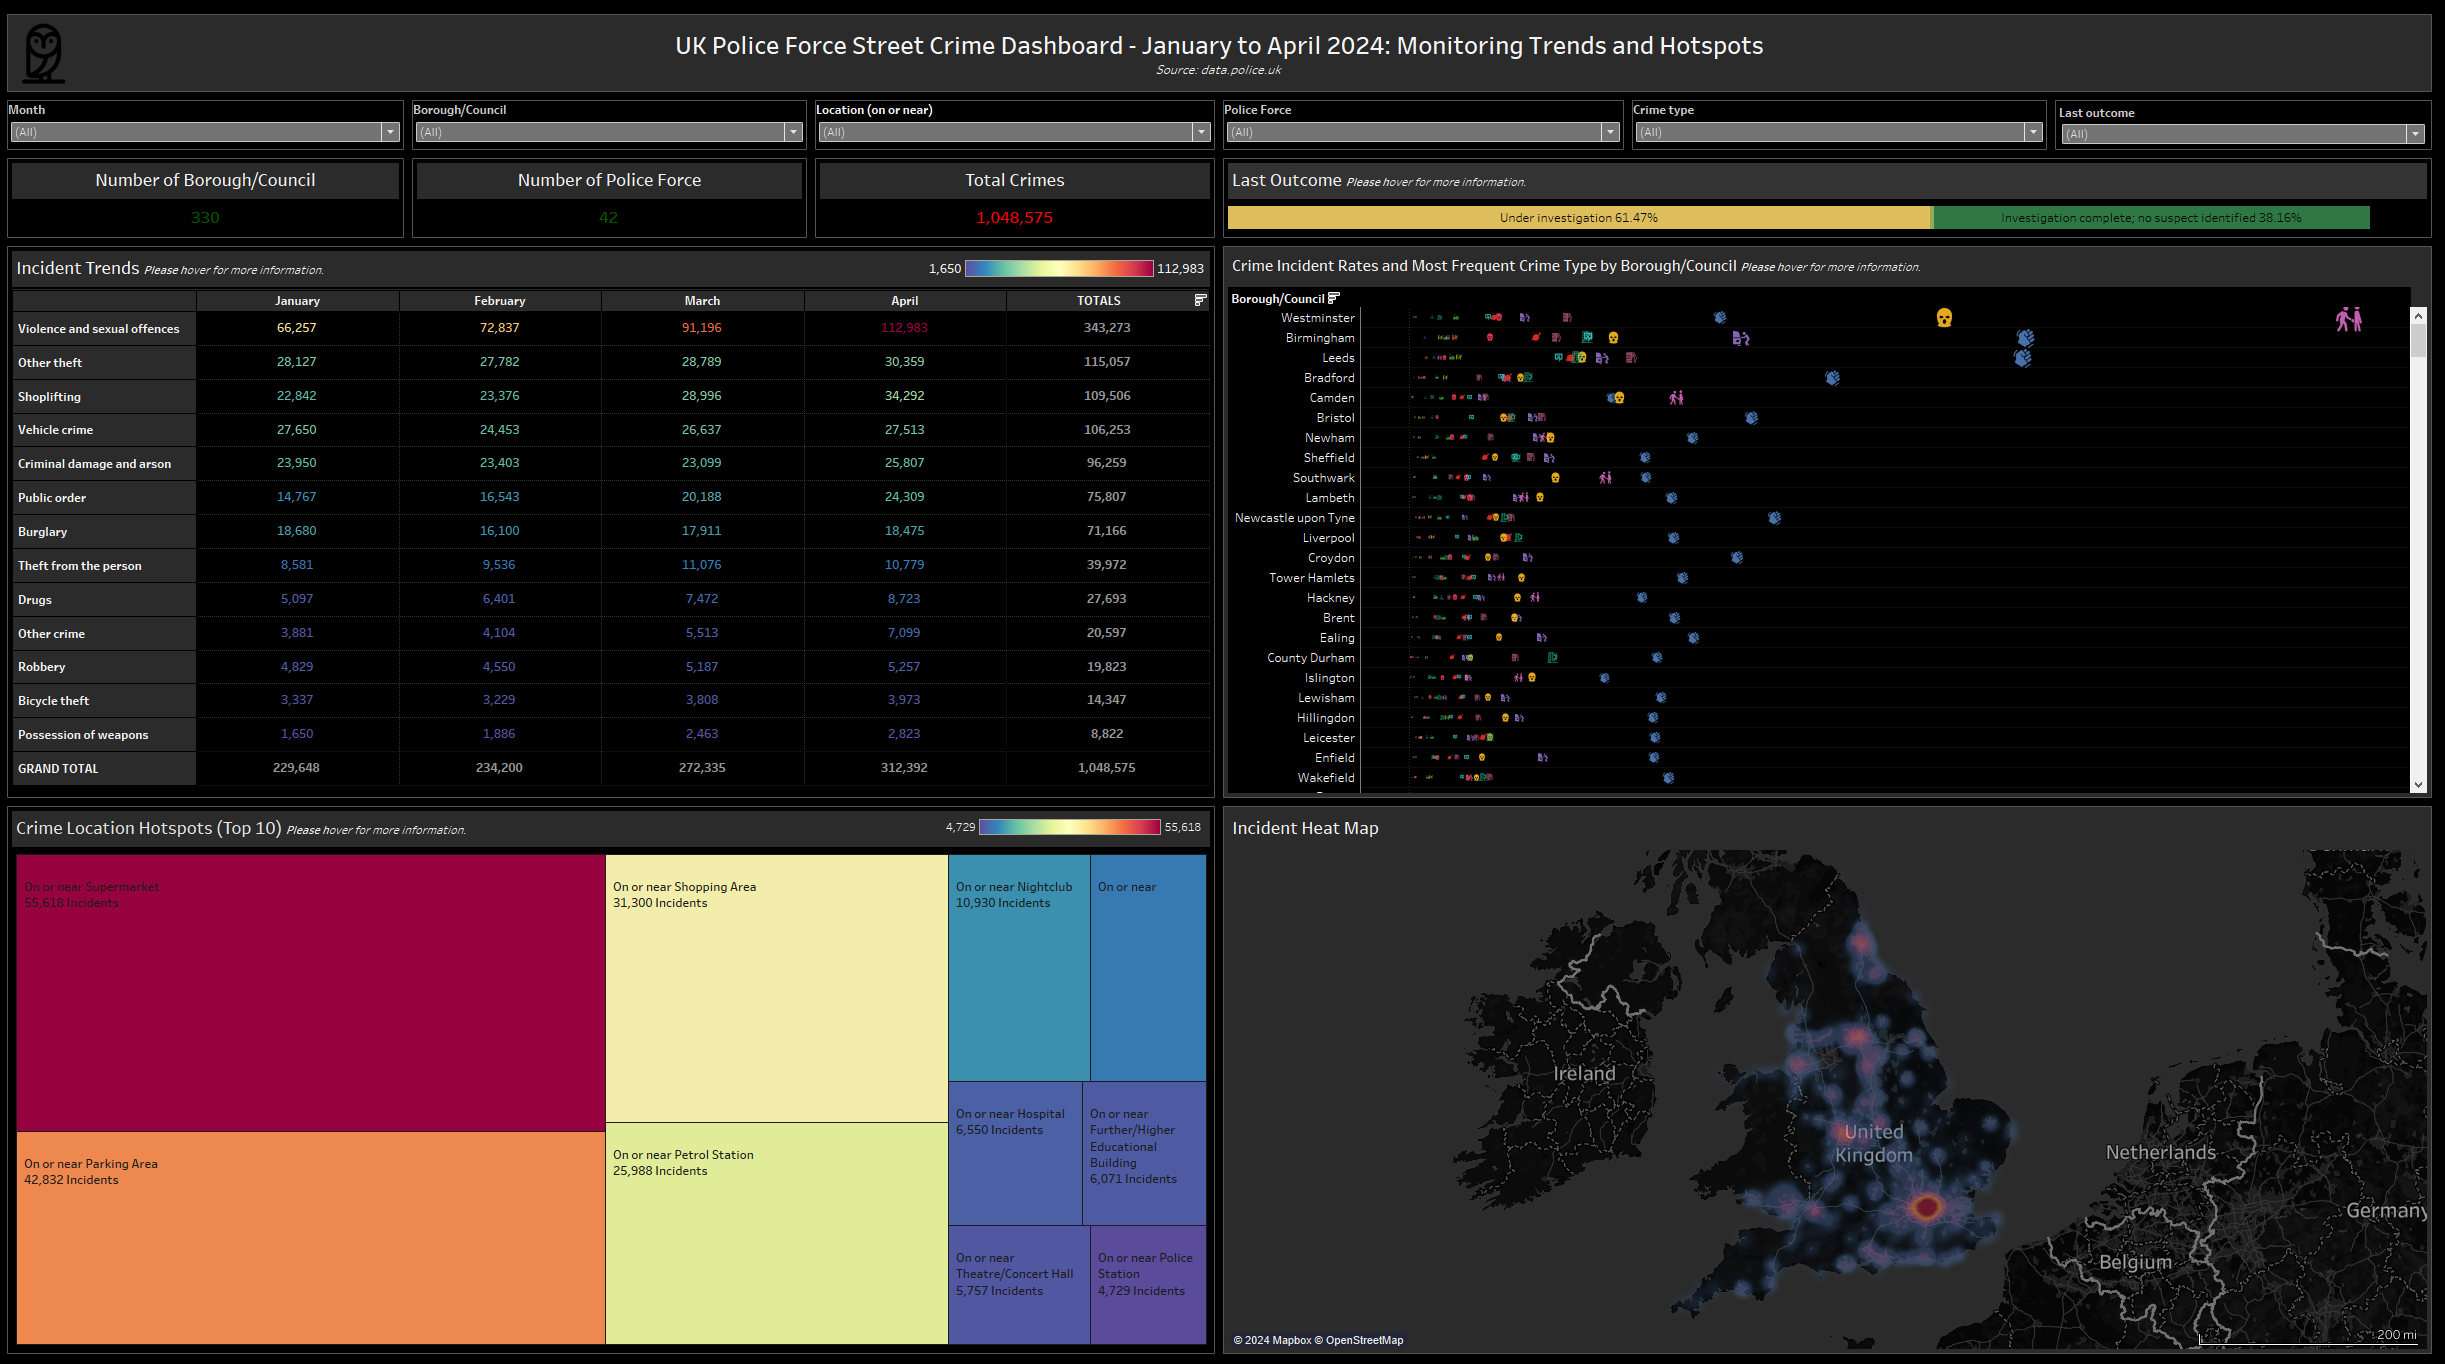 UK Police Force Street Crime Dashboard - January to April 2024: Monitoring Trends and Hotspots
Source: data.police.uk
Month
(All)
Borough/Council
(All)
Location (on or near)
(All)
Police Force
(All)
Crime type
(All)
Last outcome
(All)
Number of Borough/Council
330
Number of Police Force
42
Total Crimes
1,048,575
Last Outcome Please hover for more information.
Under investigation 61.47%
Investigation complete; no suspect identified 38.16%
Incident Trends Please hover for more information.
1,650 112,983
January February March April TOTALS
Violence and sexual offences 66,257 72,837 91,196 112,983 343,273
Other theft 28,127 27,782 28,789 30,359 115,057
Shoplifting 22,842 23,376 28,996 34,292 109,506
Vehicle crime 27,650 24,453 26,637 27,513 106,253
Criminal damage and arson 23,950 23,403 23,099 25,807 96,259
Public order 14,767 16,543 20,188 24,309 75,807
Burglary 18,680 16,100 17,911 18,475 71,166
Theft from the person 8,581 9,536 11,076 10,779 39,972
Drugs 5,097 6,401 7,472 8,723 27,693
Other crime 3,881 4,104 5,513 7,099 20,597
Robbery 4,829 4,550 5,187 5,257 19,823
Bicycle theft 3,337 3,229 3,808 3,973 14,347
Possession of weapons 1,650 1,886 2,463 2,823 8,822
GRAND TOTAL 229,648 234,200 272,335 312,392 1,048,575
Crime Incident Rates and Most Frequent Crime Type by Borough/Council Please hover for more information.
Borough/Council
Westminster
Birmingham
Leeds
Bradford
Camden
Bristol
Newham
Sheffield
Southwark
Lambeth
Newcastle upon Tyne
Liverpool
Croydon
Tower Hamlets
Hackney
Brent
Ealing
County Durham
Islington
Lewisham
Hillingdon
Leicester
Enfield
Wakefield
Crime Location Hotspots (Top 10) Please hover for more information.
4,729 55,618
On or near Supermarket
55,618 Incidents
On or near Parking Area
42,832 Incidents
On or near Shopping Area
31,300 Incidents
On or near Petrol Station
25,988 Incidents
On or near Nightclub
10,930 Incidents
On or near
On or near Hospital
6,550 Incidents
On or near
Further/Higher
Educational
Building
6,071 Incidents
On or near
Theatre/Concert Hall
5,757 Incidents
On or near Police
Station
4,729 Incidents
Incident Heat Map
Ireland
United
Kingdom
Netherlands
Belgium
Germany
© 2024 Mapbox © OpenStreetMap
200 mi